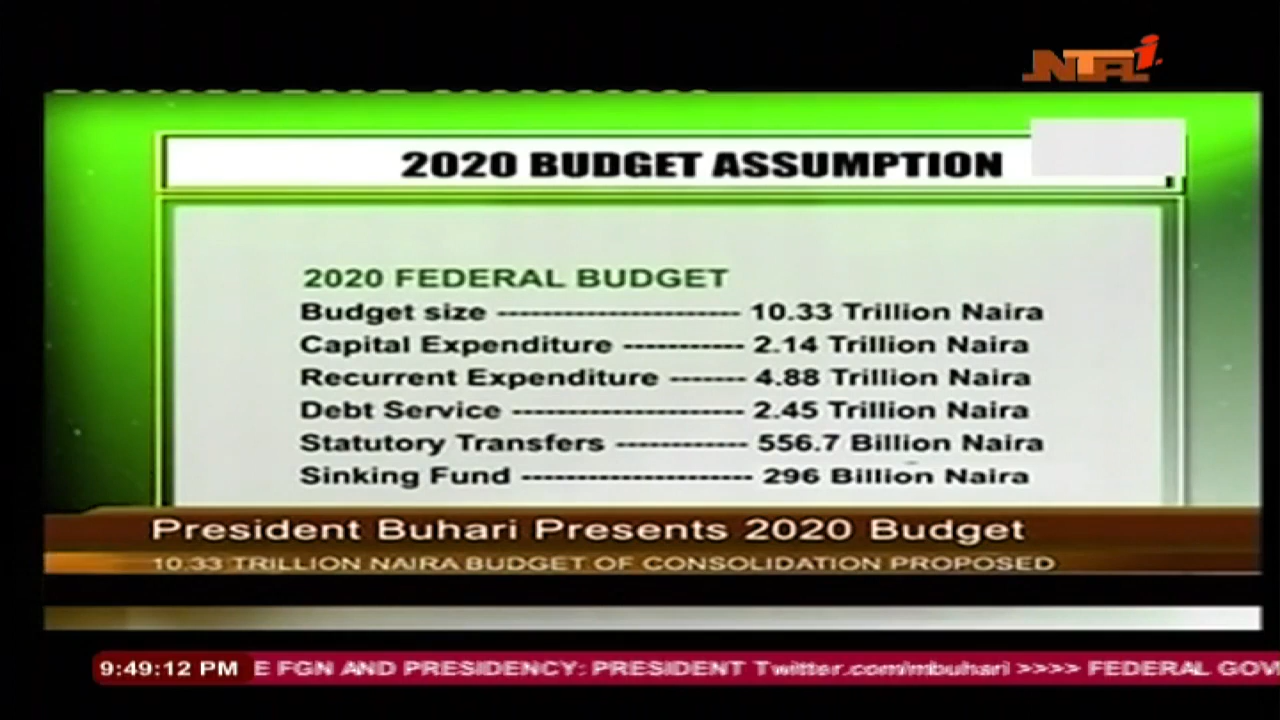 NTAi
2020 BUDGET ASSUMPTION
2020 FEDERAL BUDGET
Budget size ---------------------- 10.33 Trillion Naira
Capital Expenditure ----------- 2.14 Trillion Naira
Recurrent Expenditure ------- 4.88 Trillion Naira
Debt Service --------------------- 2.45 Trillion Naira
Statutory Transfers ------------ 556.7 Billion Naira
Sinking Fund --------------------- 296 Billion Naira
President Buhari Presents 2020 Budget
10.33 TRILLION NAIRA BUDGET OF CONSOLIDATION PROPOSED
9:49:12 PM E FGN AND PRESIDENCY: PRESIDENT Twitter.com/mbuhari >>>> FEDERAL GOV